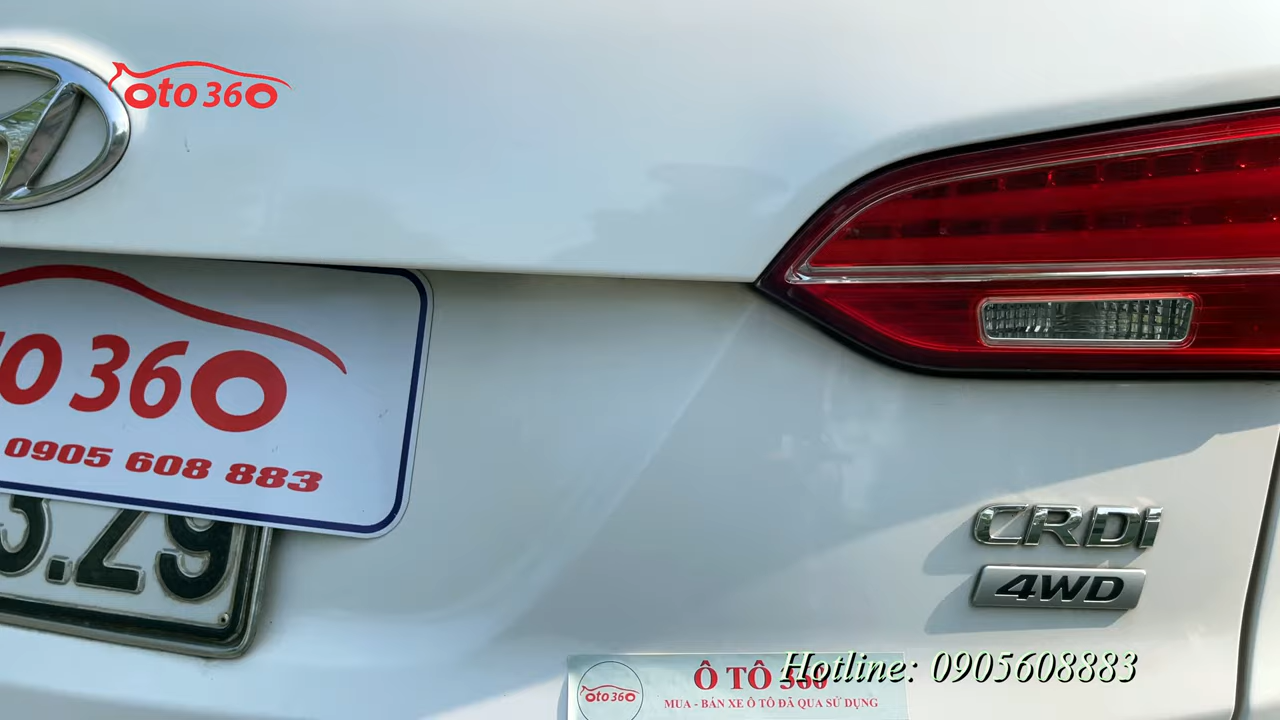 oto 360
OTO 360
0905 608 883
3.29
CRDi
4WD
Ô TÔ 360
Hotline: 0905608883
oto 360
MUA - BÁN XE Ô TÔ ĐÃ QUA SỬ DỤNG